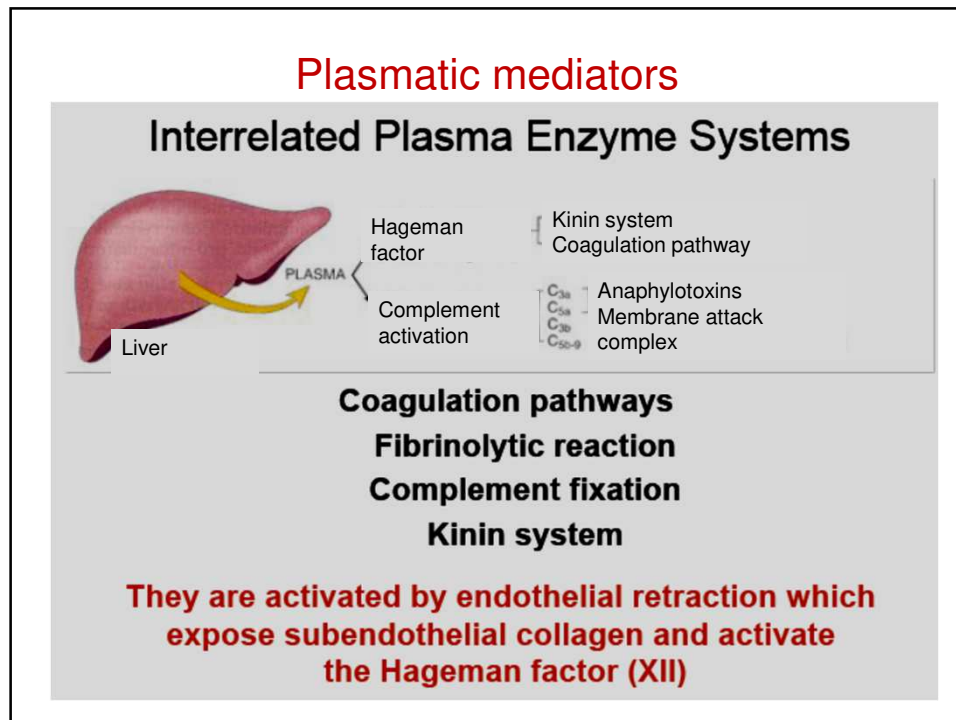 Plasmatic mediators
Interrelated Plasma Enzyme Systems
Hageman
factor
Kinin system
Coagulation pathway
PLASMA
Complement
activation
C3a
C5a
C3b
C5b-9
Anaphylotoxins
Membrane attack
complex
Liver
Coagulation pathways
Fibrinolytic reaction
Complement fixation
Kinin system
They are activated by endothelial retraction which
expose subendothelial collagen and activate
the Hageman factor (XII)